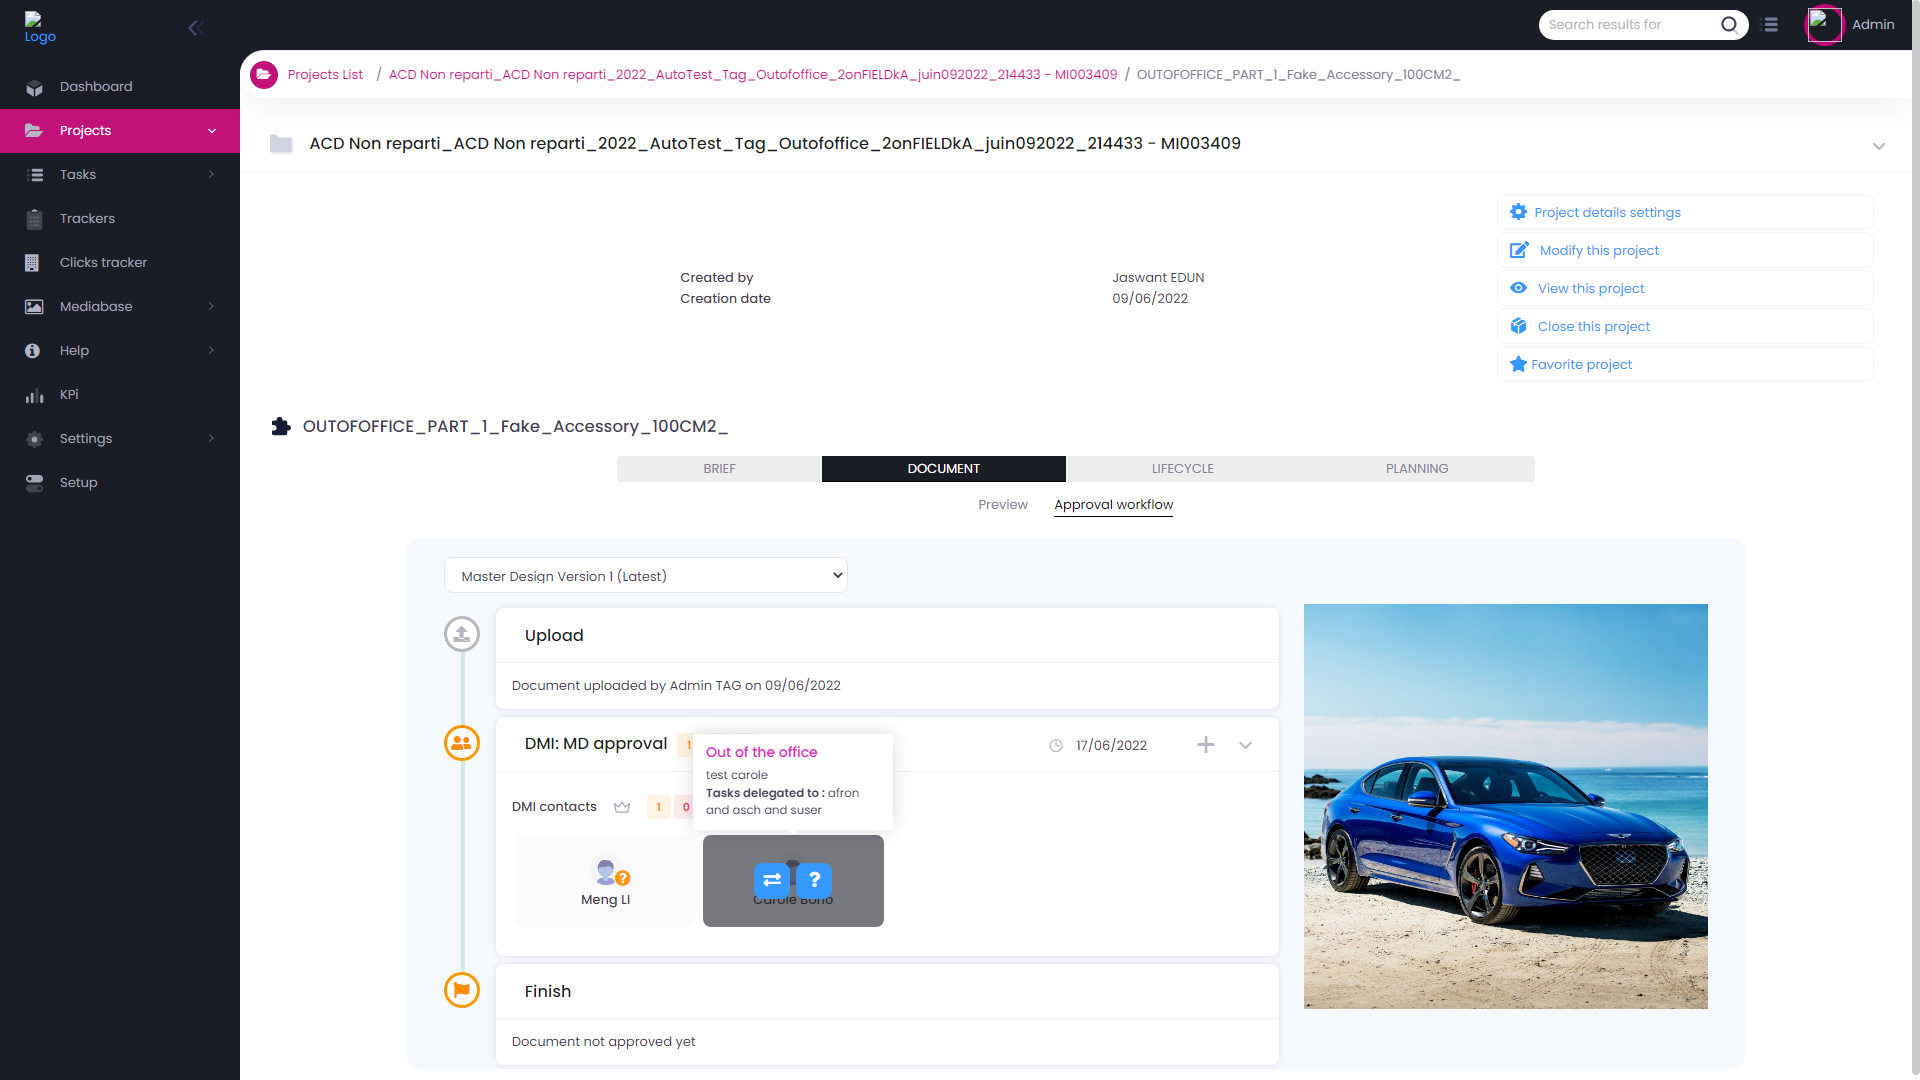 Logo
Search results for
Admin
Dashboard
Projects
Tasks
Trackers
Clicks tracker
Mediabase
Help
KPi
Settings
Setup
Projects List / ACD Non reparti_ACD Non reparti_2022_AutoTest_Tag_Outofoffice_2onFIELDkA_juin092022_214433 - MI003409 / OUTOFOFFICE_PART_1_Fake_Accessory_100CM2_
ACD Non reparti_ACD Non reparti_2022_AutoTest_Tag_Outofoffice_2onFIELDkA_juin092022_214433 - MI003409
Created by Jaswant EDUN
Creation date 09/06/2022
Project details settings
Modify this project
View this project
Close this project
Favorite project
OUTOFOFFICE_PART_1_Fake_Accessory_100CM2_
BRIEF DOCUMENT LIFECYCLE PLANNING
Preview Approval workflow
Master Design Version 1 (Latest)
Upload
Document uploaded by Admin TAG on 09/06/2022
DMI: MD approval 1 17/06/2022
Out of the office
test carole
Tasks delegated to : afron
and asch and suser
DMI contacts 1 0
Meng LI
Finish
Document not approved yet